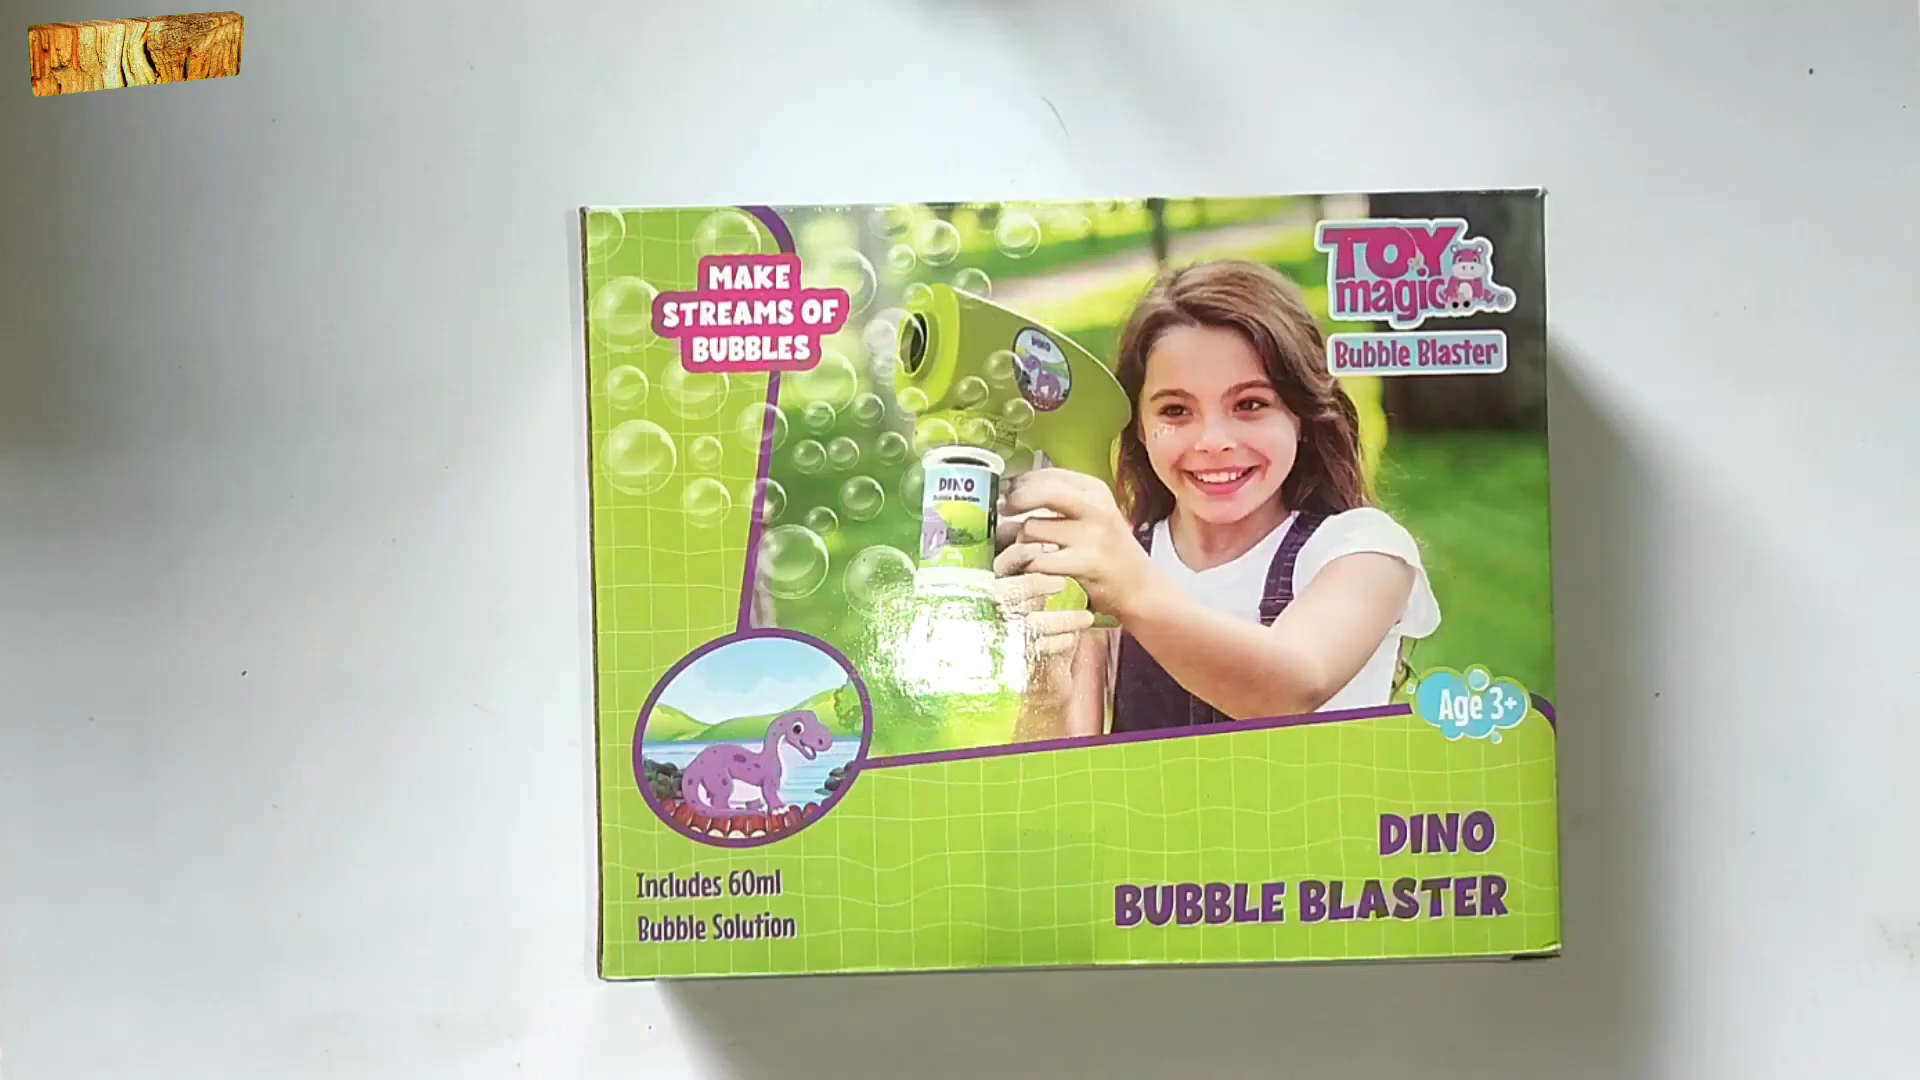 MAKE
STREAMS OF
BUBBLES
TOY
magic
Bubble Blaster
DINO
DINO
Bubble Solution
Age 3+
DINO
BUBBLE BLASTER
Includes 60ml
Bubble Solution